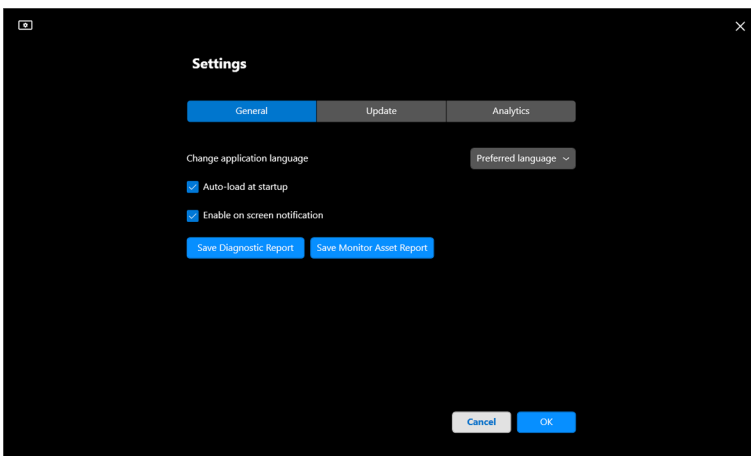 Settings
General
Update
Analytics
Change application language
Preferred language
Auto-load at startup
Enable on screen notification
Save Diagnostic Report
Save Monitor Asset Report
Cancel
OK